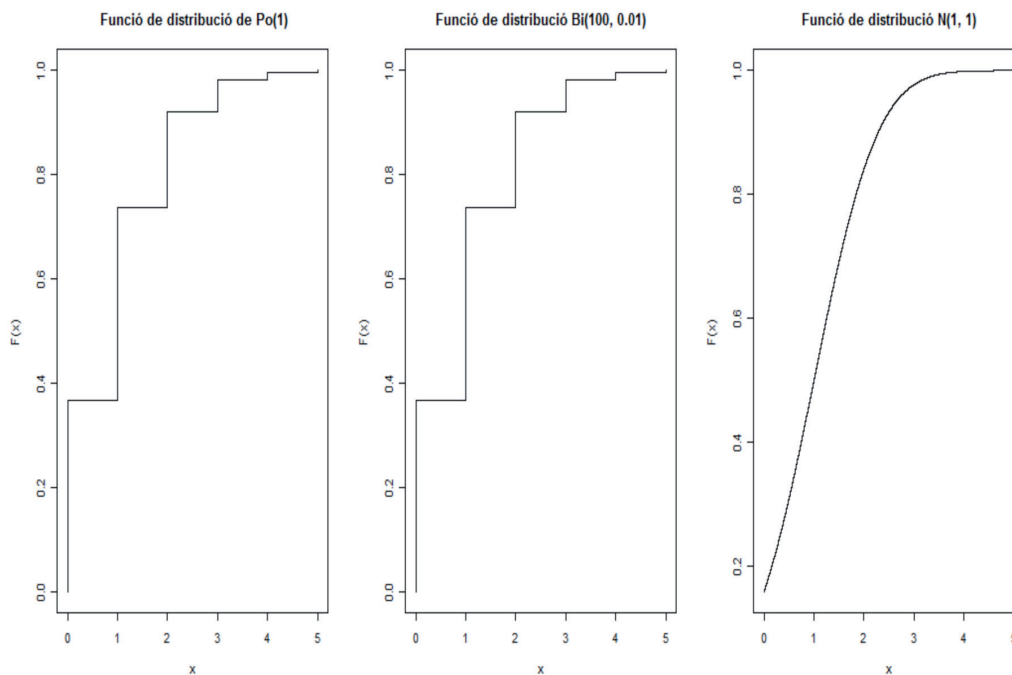 Funció de distribució de Po(1)
F(x)
0.0
0.2
0.4
0.6
0.8
1.0
0 1 2 3 4 5
x
Funció de distribució Bi(100, 0.01)
F(x)
0.0
0.2
0.4
0.6
0.8
1.0
0 1 2 3 4 5
x
Funció de distribució N(1, 1)
F(x)
0.2
0.4
0.6
0.8
1.0
0 1 2 3 4 5
x